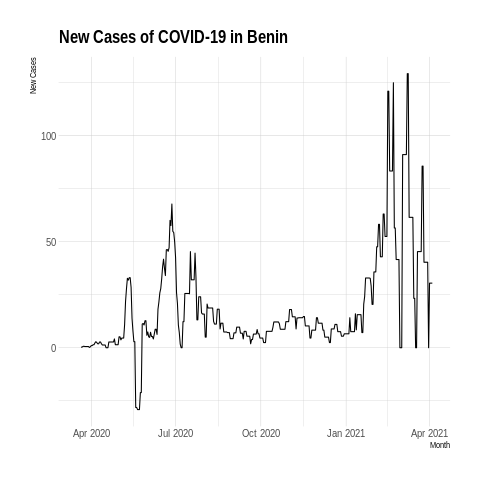 New Cases of COVID-19 in Benin
New Cases
100
50
0
Apr 2020 Jul 2020 Oct 2020 Jan 2021 Apr 2021
Month